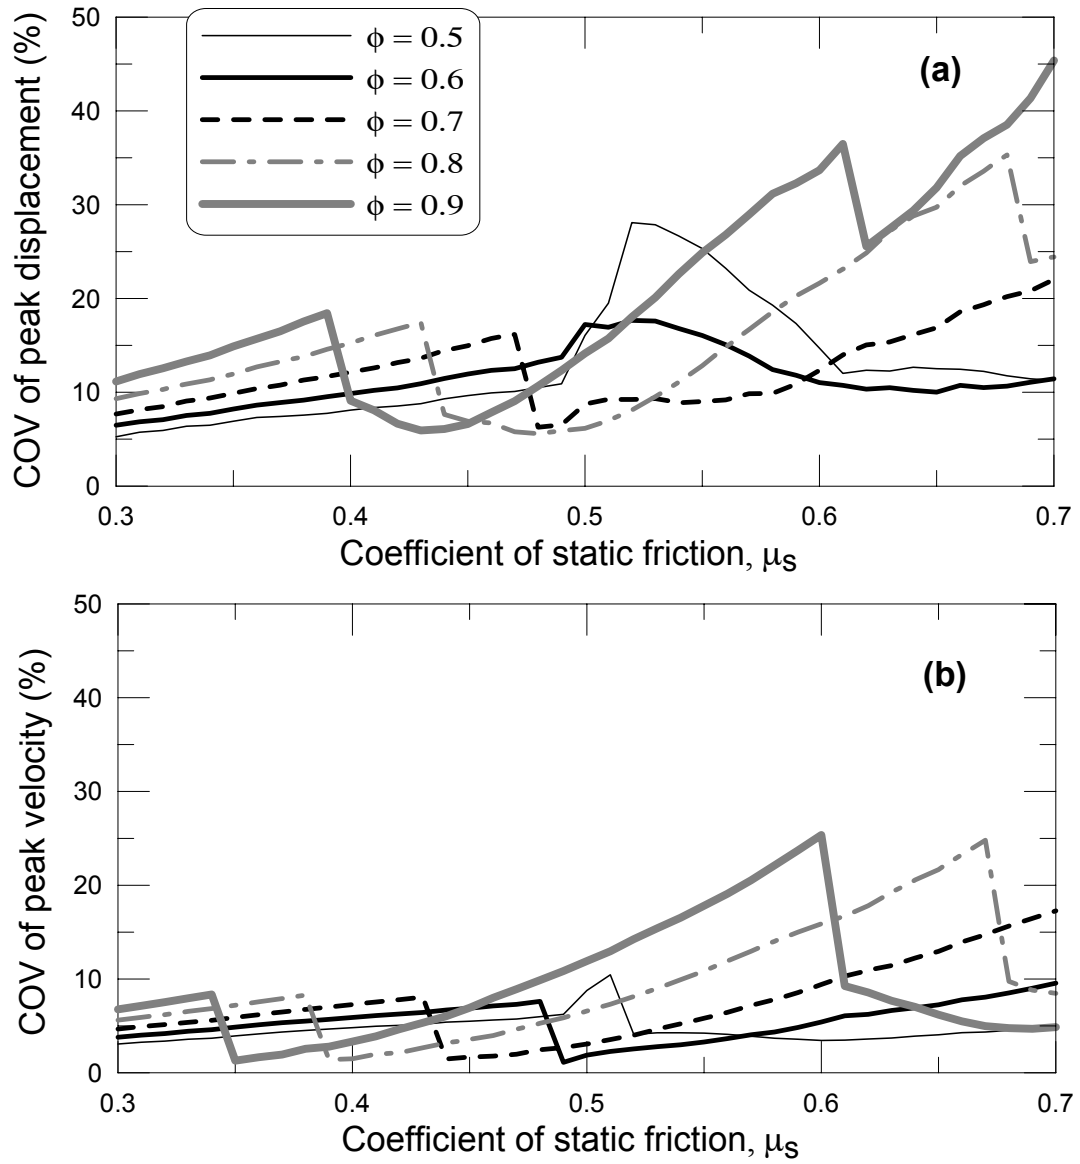 COV of peak displacement (%)
50
40
30
20
10
0
ϕ = 0.5
ϕ = 0.6
ϕ = 0.7
ϕ = 0.8
ϕ = 0.9
(a)
0.3 0.4 0.5 0.6 0.7
Coefficient of static friction, μs
COV of peak velocity (%)
50
40
30
20
10
0
(b)
0.3 0.4 0.5 0.6 0.7
Coefficient of static friction, μs